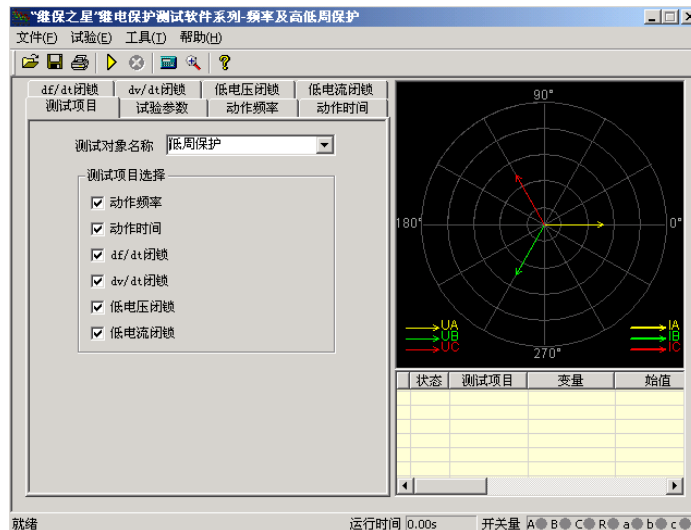 “继保之星”继电保护测试软件系列-频率及高低周保护
文件(F) 试验(E) 工具(T) 帮助(H)
df/dt闭锁 dv/dt闭锁 低电压闭锁 低电流闭锁
测试项目 试验参数 动作频率 动作时间
测试对象名称 低周保护
测试项目选择
动作频率
动作时间
df/dt闭锁
dv/dt闭锁
低电压闭锁
低电流闭锁
90°
180° 0°
270°
UA IA
UB IB
UC IC
状态 测试项目 变量 始值
就绪 运行时间 0.00s 开关量 A B C R a b c